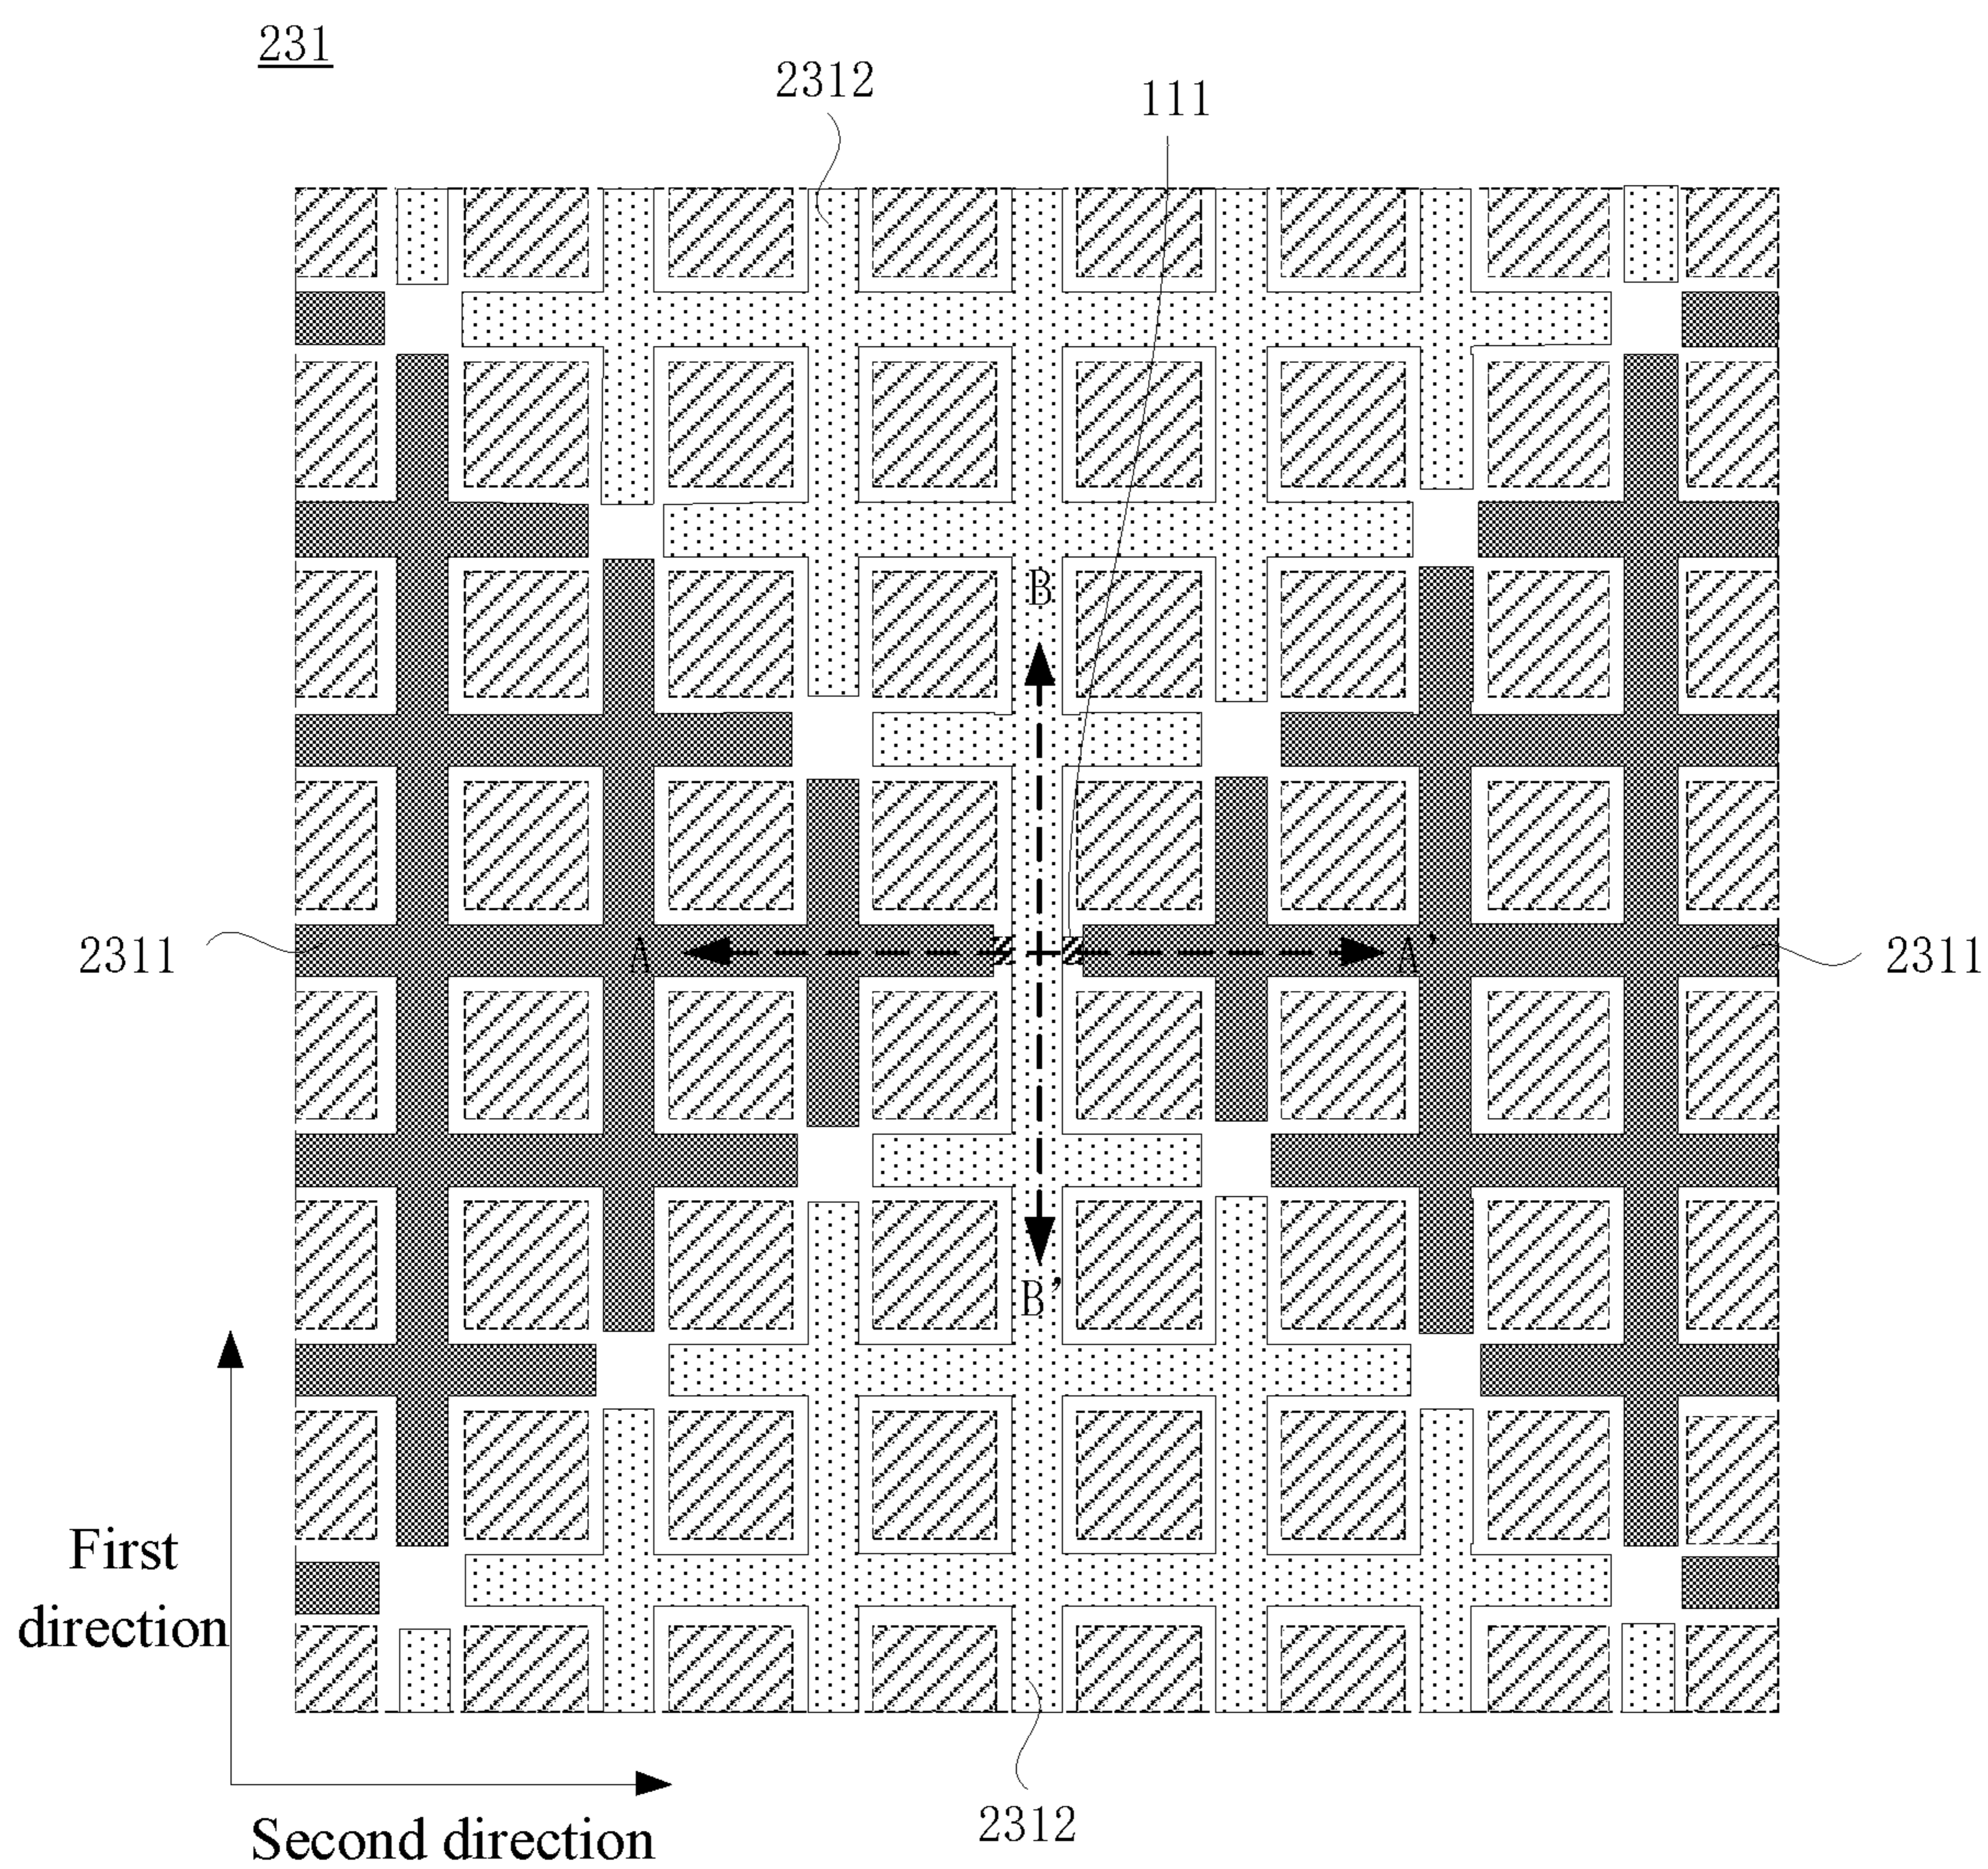 231
2312
111
B
2311
A
A'
2311
B'
First
direction
Second direction
2312